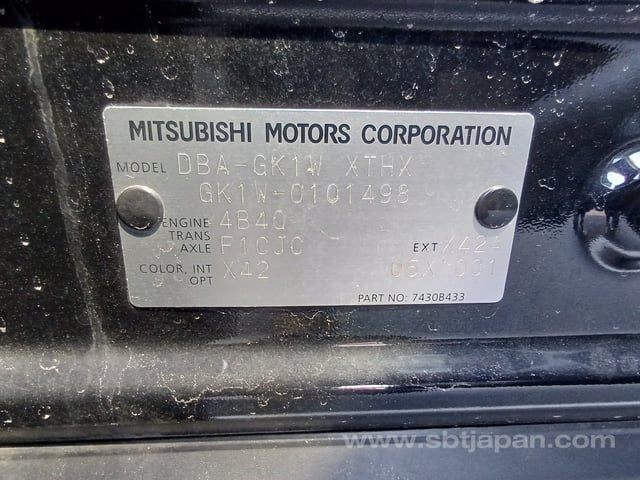 MITSUBISHI MOTORS CORPORATION
MODEL DBA-GK1W XTHX
GK1W-0101498
ENGINE 4B40
TRANS
AXLE F1CJC EXT X42A
COLOR, INT X42
OPT
PART NO: 7430B433
www.sbtjapan.com